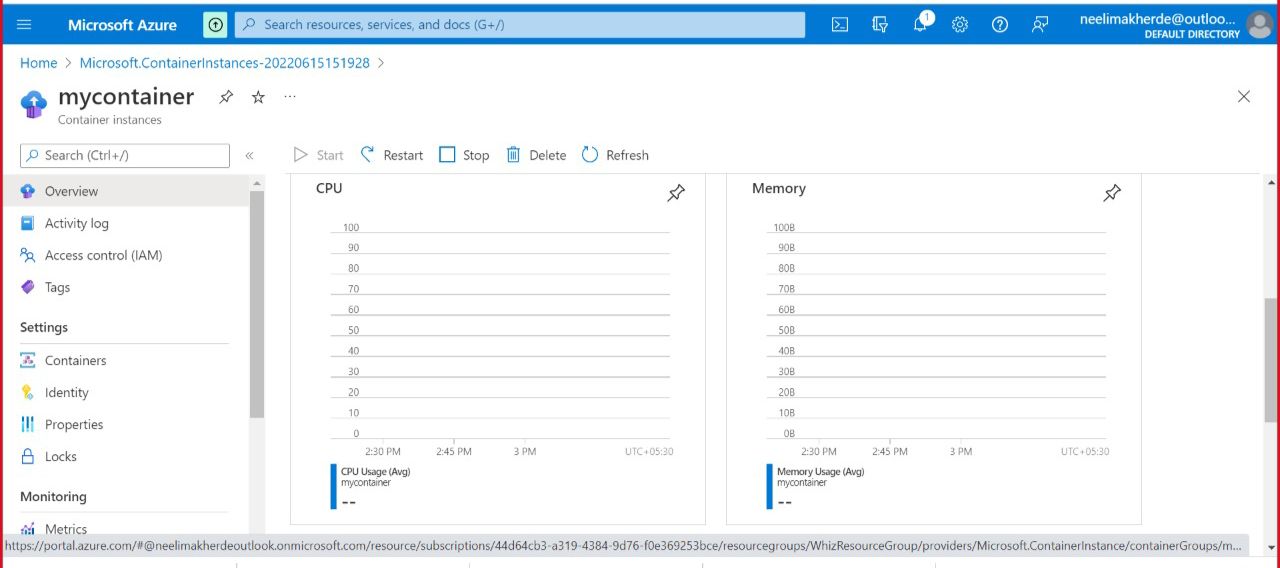 Microsoft Azure
Search resources, services, and docs (G+/)
1
neelimakherde@outloo...
DEFAULT DIRECTORY
Home > Microsoft.ContainerInstances-20220615151928 >
mycontainer
...
Container instances
Search (Ctrl+/)
«
Start
Restart
Stop
Delete
Refresh
Overview
Activity log
Access control (IAM)
Tags
Settings
Containers
Identity
Properties
Locks
Monitoring
Metrics
CPU
100
90
80
70
60
50
40
30
20
10
0
2:30 PM 2:45 PM 3 PM UTC+05:30
CPU Usage (Avg)
mycontainer
--
Memory
100B
90B
80B
70B
60B
50B
40B
30B
20B
10B
0B
2:30 PM 2:45 PM 3 PM UTC+05:30
Memory Usage (Avg)
mycontainer
--
https://portal.azure.com/#@neelimakherdeoutlook.onmicrosoft.com/resource/subscriptions/44d64cb3-a319-4384-9d76-f0e369253bce/resourcegroups/WhizResourceGroup/providers/Microsoft.ContainerInstance/containerGroups/m...